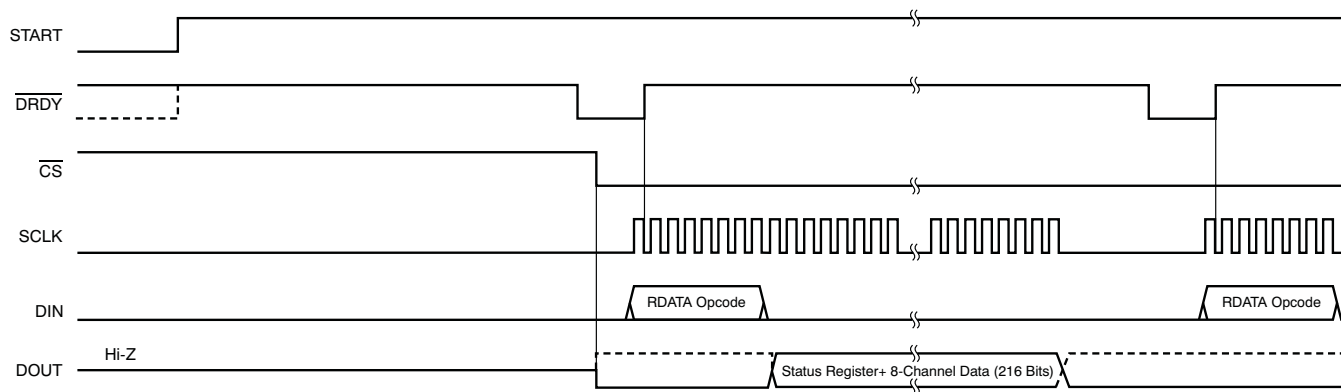 START
DRDY
CS
SCLK
DIN
RDATA Opcode
RDATA Opcode
Hi-Z
DOUT
Status Register+ 8-Channel Data (216 Bits)